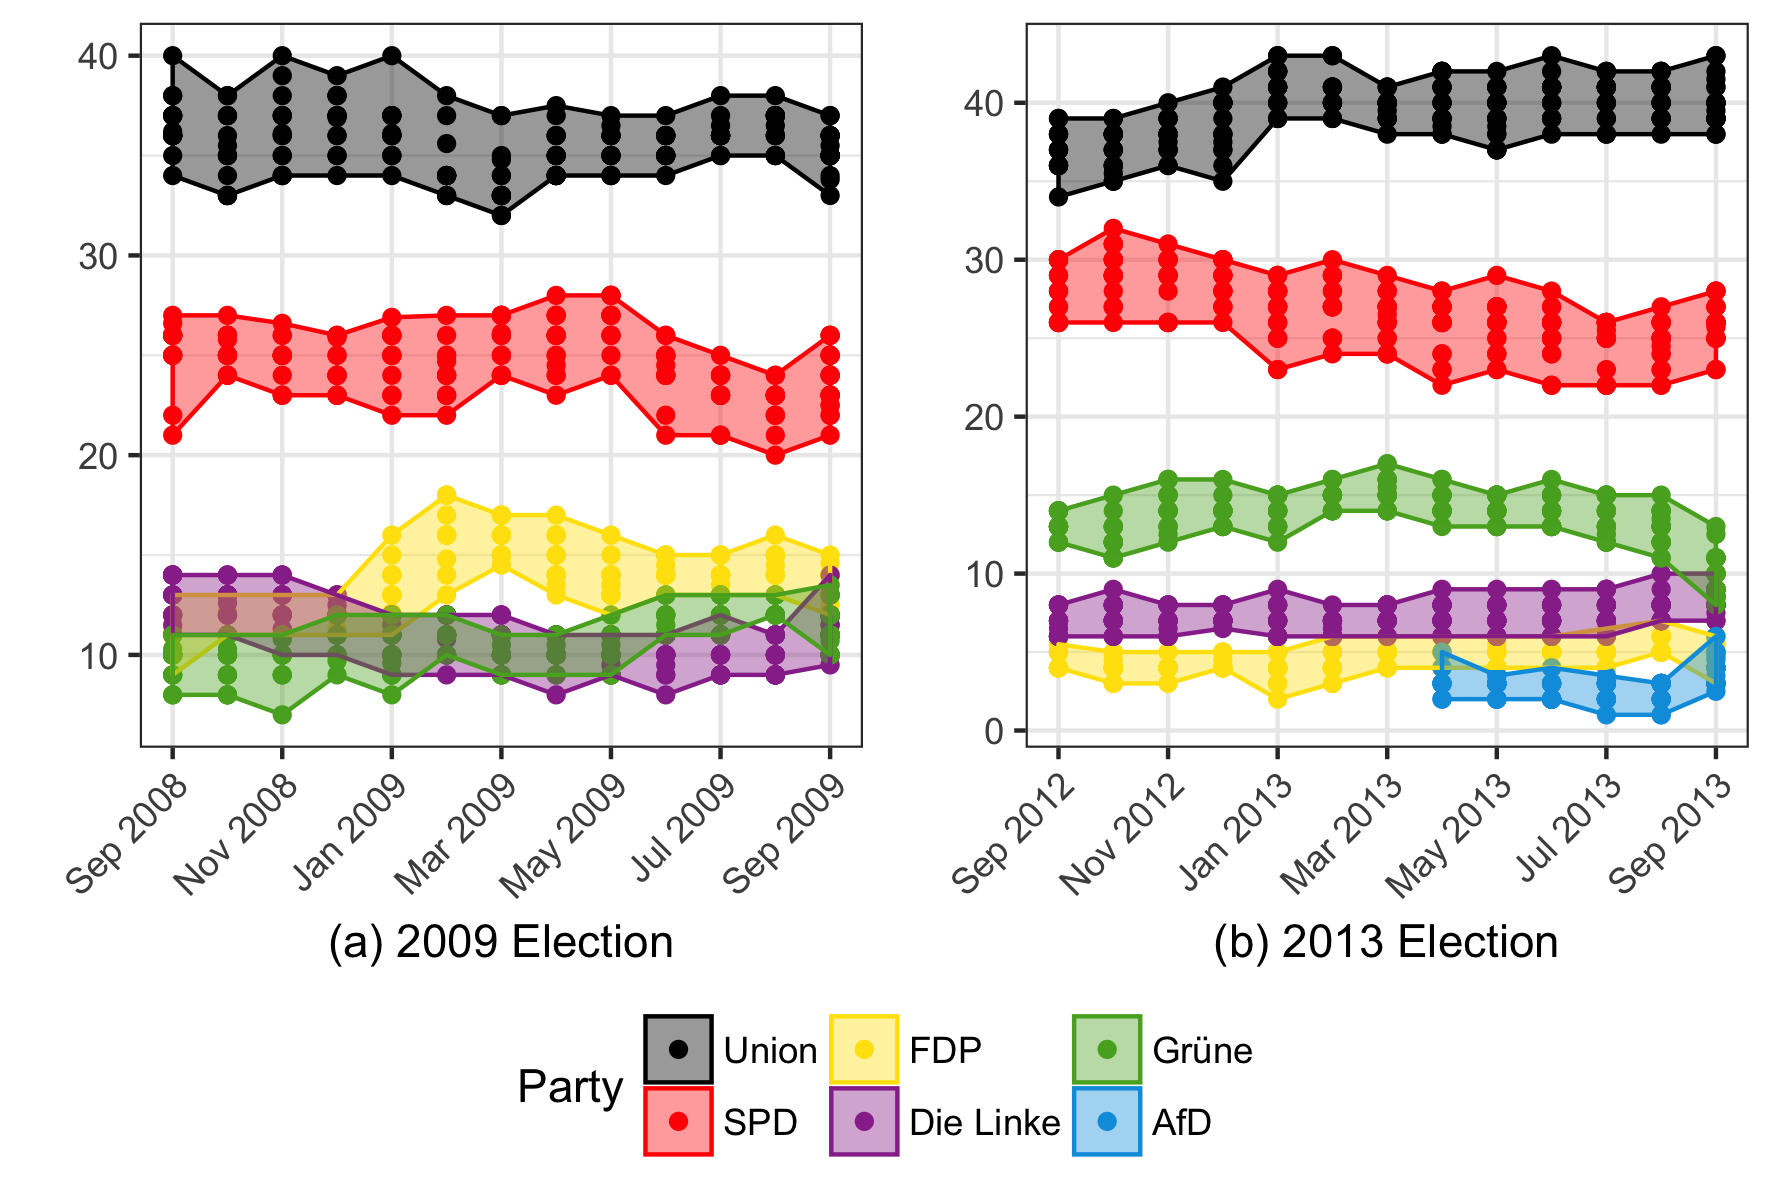 40
30
20
10
Sep 2008
Nov 2008
Jan 2009
Mar 2009
May 2009
Jul 2009
Sep 2009
(a) 2009 Election
40
30
20
10
0
Sep 2012
Nov 2012
Jan 2013
Mar 2013
May 2013
Jul 2013
Sep 2013
(b) 2013 Election
Party
Union
FDP
Grüne
SPD
Die Linke
AfD